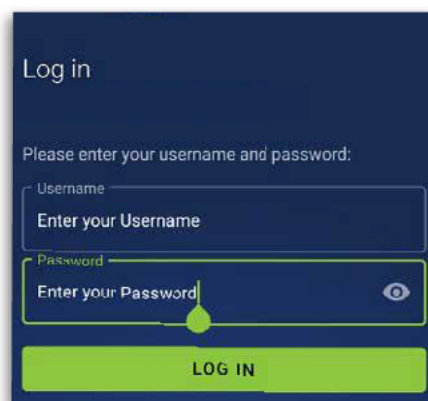 Log in
Please enter your username and password:
Username
Enter your Username
Password
Enter your Password
LOG IN